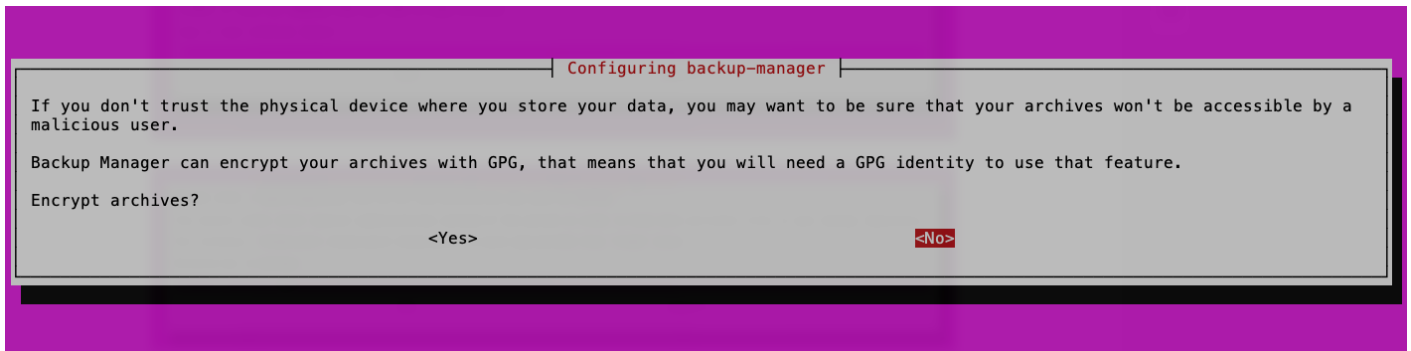 Configuring backup-manager
If you don't trust the physical device where you store your data, you may want to be sure that your archives won't be accessible by a
malicious user.
Backup Manager can encrypt your archives with GPG, that means that you will need a GPG identity to use that feature.
Encrypt archives?
<Yes> <No>